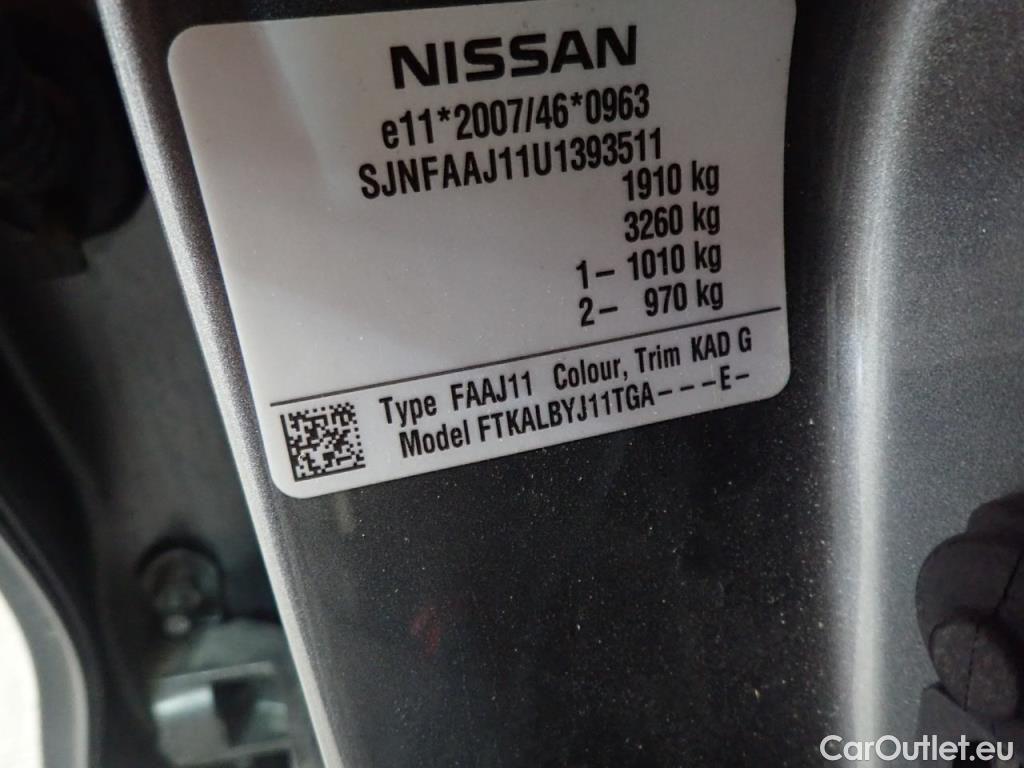 NISSAN
e11*2007/46*0963
SJNFAAJ11U1393511
1910 kg
3260 kg
1- 1010 kg
2- 970 kg
Type FAAJ11 Colour, Trim KAD G
Model FTKALBYJ11TGA---E-
CarOutlet.eu